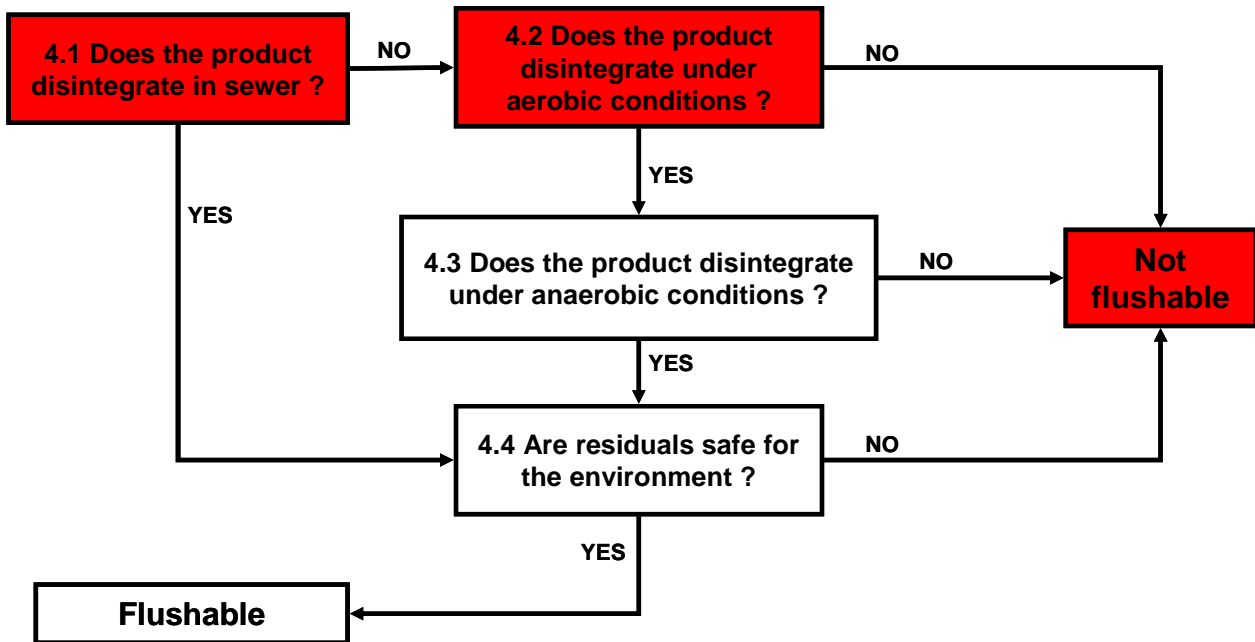 4.1 Does the product
disintegrate in sewer ?
NO
4.2 Does the product
disintegrate under
aerobic conditions ?
NO
YES
YES
4.3 Does the product disintegrate
under anaerobic conditions ?
NO
Not
flushable
YES
4.4 Are residuals safe for
the environment ?
NO
YES
Flushable